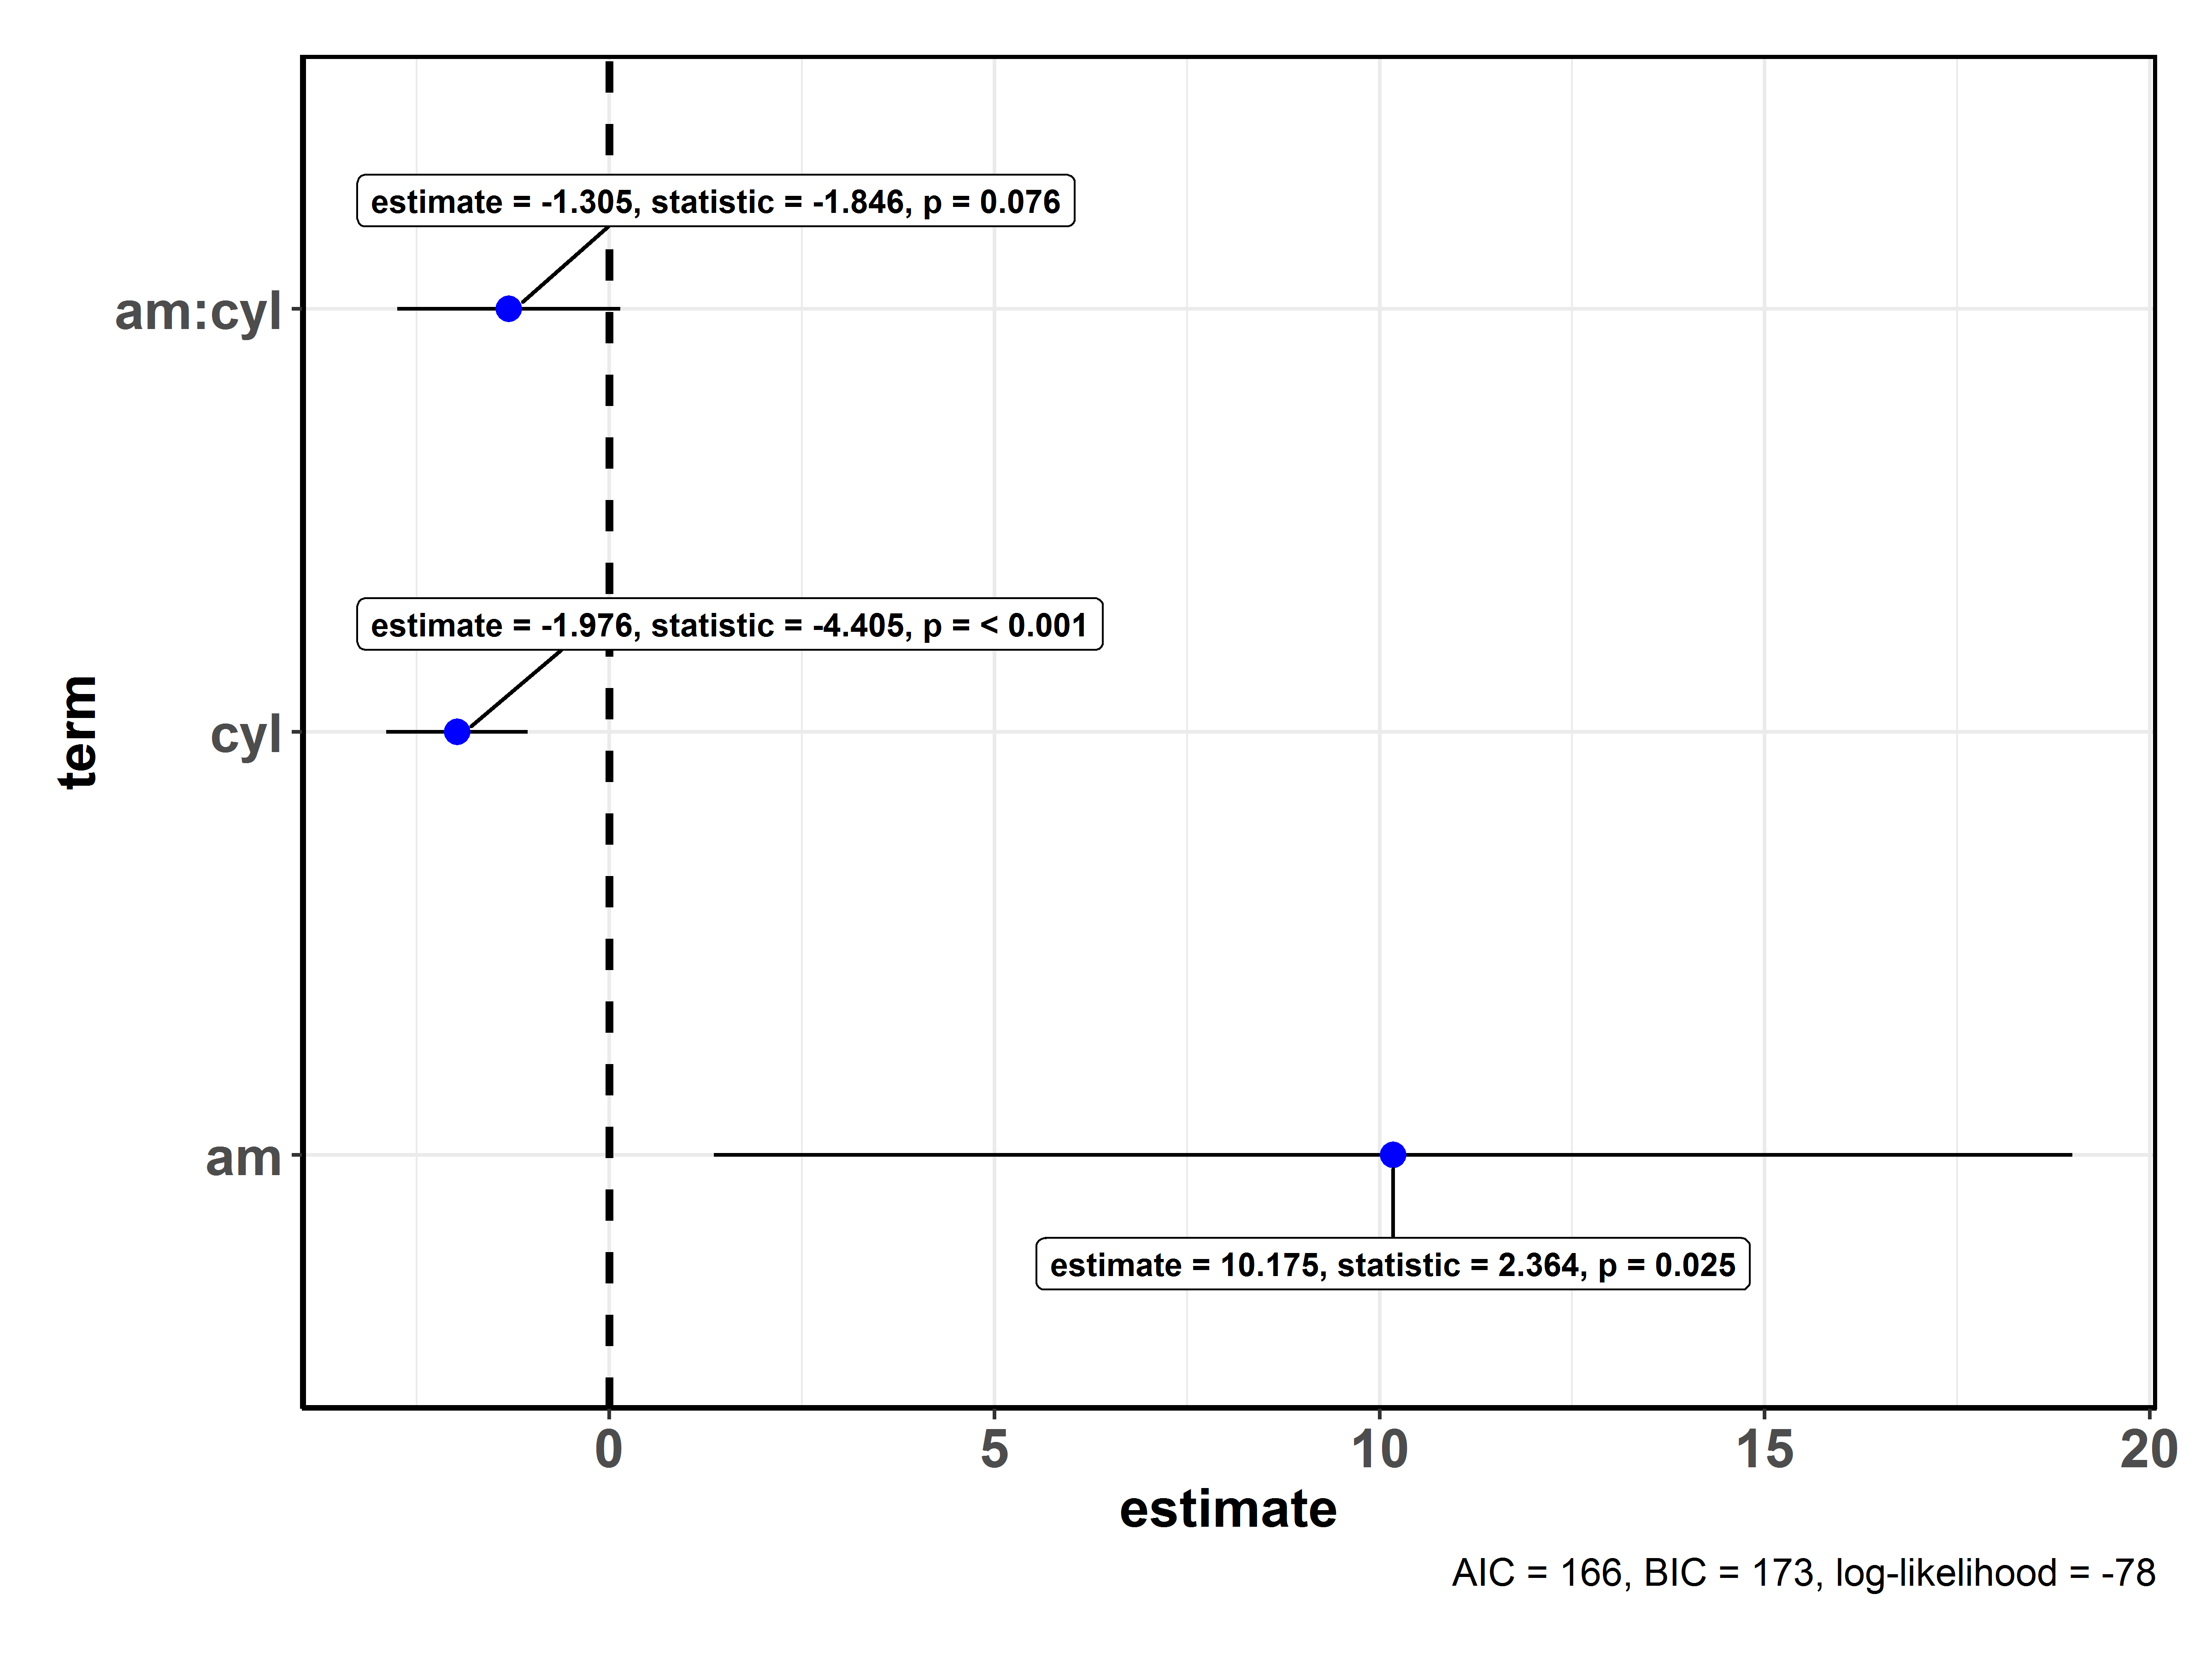 estimate = -1.305, statistic = -1.846, p = 0.076
am:cyl
estimate = -1.976, statistic = -4.405, p = < 0.001
cyl
term
am
estimate = 10.175, statistic = 2.364, p = 0.025
0 5 10 15 20
estimate
AIC = 166, BIC = 173, log-likelihood = -78